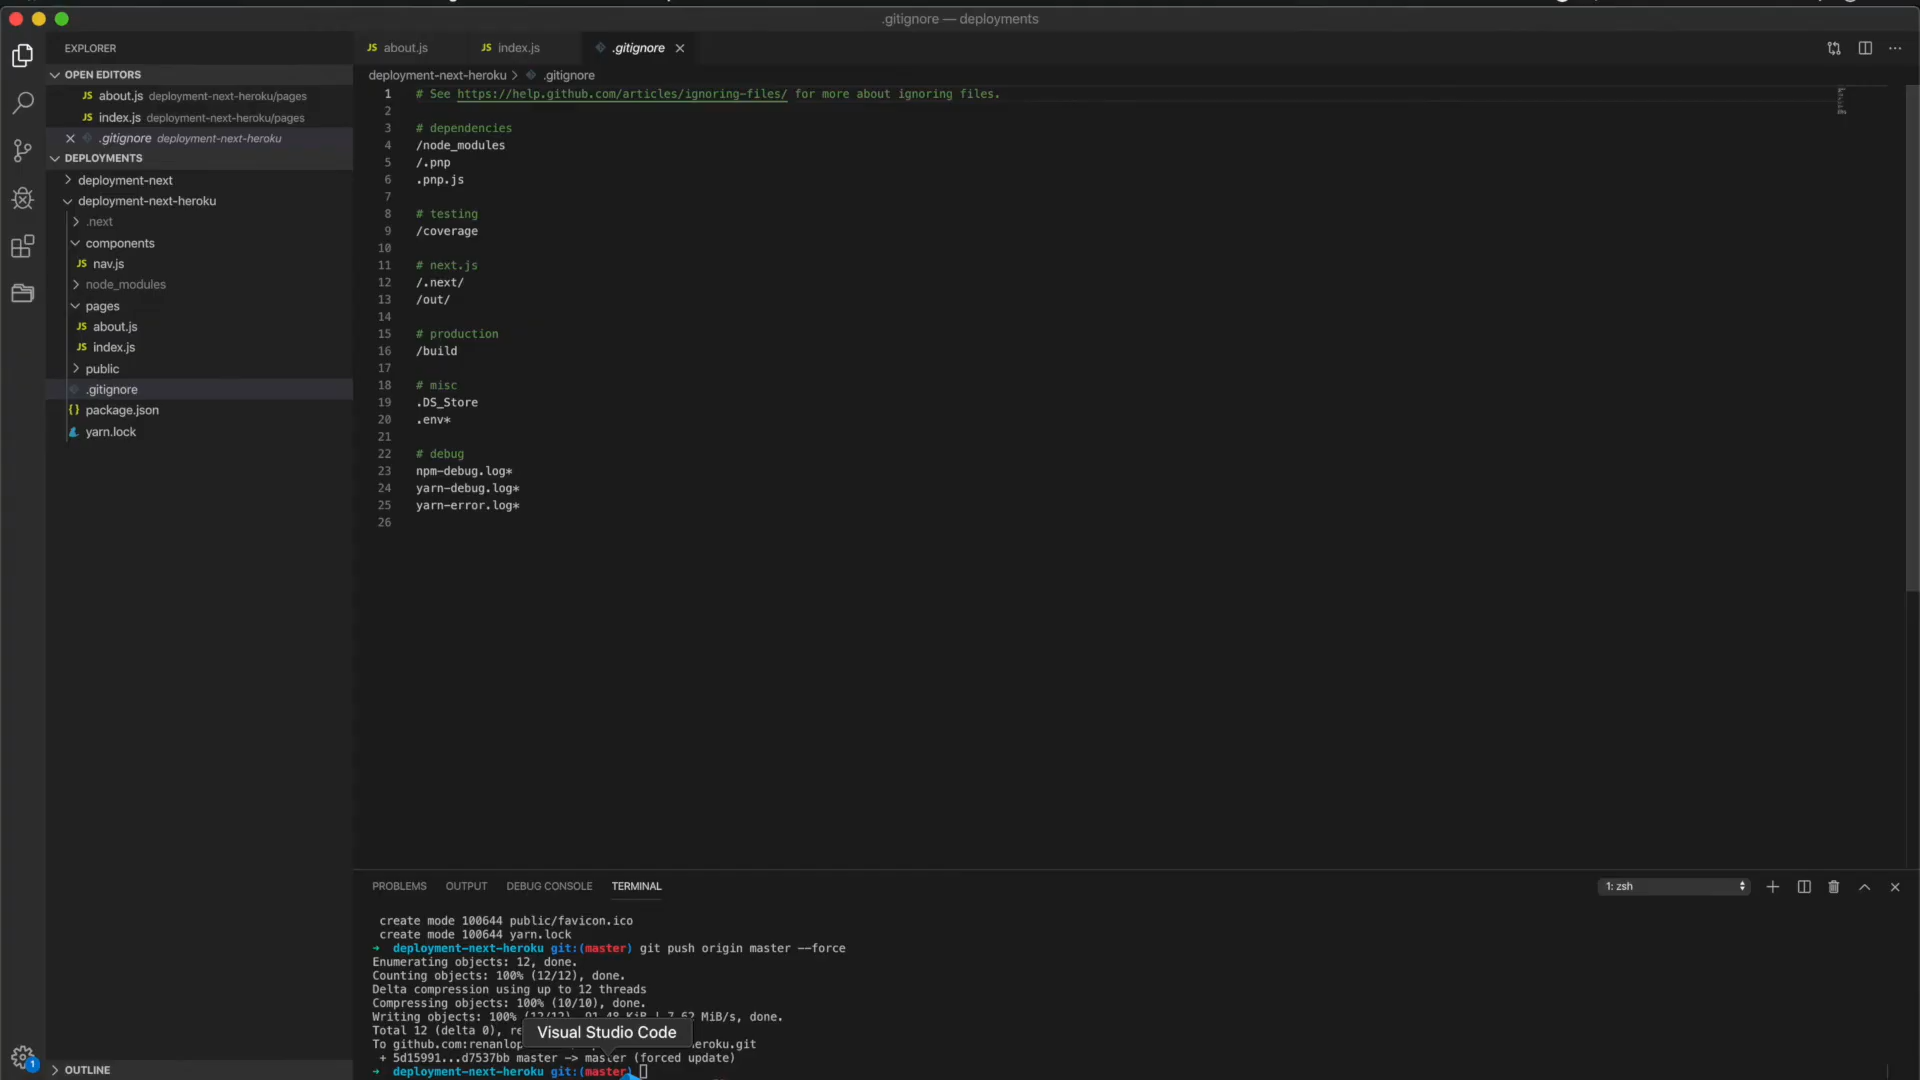 .gitignore — deployments
EXPLORER
OPEN EDITORS
JS about.js deployment-next-heroku/pages
JS index.js deployment-next-heroku/pages
.gitignore deployment-next-heroku
DEPLOYMENTS
deployment-next
deployment-next-heroku
.next
components
JS nav.js
node_modules
pages
JS about.js
JS index.js
public
.gitignore
{} package.json
yarn.lock
OUTLINE
1
JS about.js
JS index.js
.gitignore
deployment-next-heroku > .gitignore
1 # See https://help.github.com/articles/ignoring-files/ for more about ignoring files.
2
3 # dependencies
4 /node_modules
5 /.pnp
6 .pnp.js
7
8 # testing
9 /coverage
10
11 # next.js
12 /.next/
13 /out/
14
15 # production
16 /build
17
18 # misc
19 .DS_Store
20 .env*
21
22 # debug
23 npm-debug.log*
24 yarn-debug.log*
25 yarn-error.log*
26
PROBLEMS OUTPUT DEBUG CONSOLE TERMINAL
1: zsh
create mode 100644 public/favicon.ico
create mode 100644 yarn.lock
→ deployment-next-heroku git:(master) git push origin master --force
Enumerating objects: 12, done.
Counting objects: 100% (12/12), done.
Delta compression using up to 12 threads
Compressing objects: 100% (10/10), done.
Writing objects: 100% (12/12), 91.48 KiB | 7.62 MiB/s, done.
Total 12 (delta 0), re
Visual Studio Code
To github.com:renanlop heroku.git
+ 5d15991...d7537bb master -> master (forced update)
→ deployment-next-heroku git:(master)